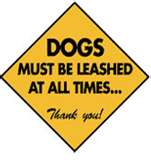 DOGS
MUST BE LEASHED
AT ALL TIMES...
Thank you!